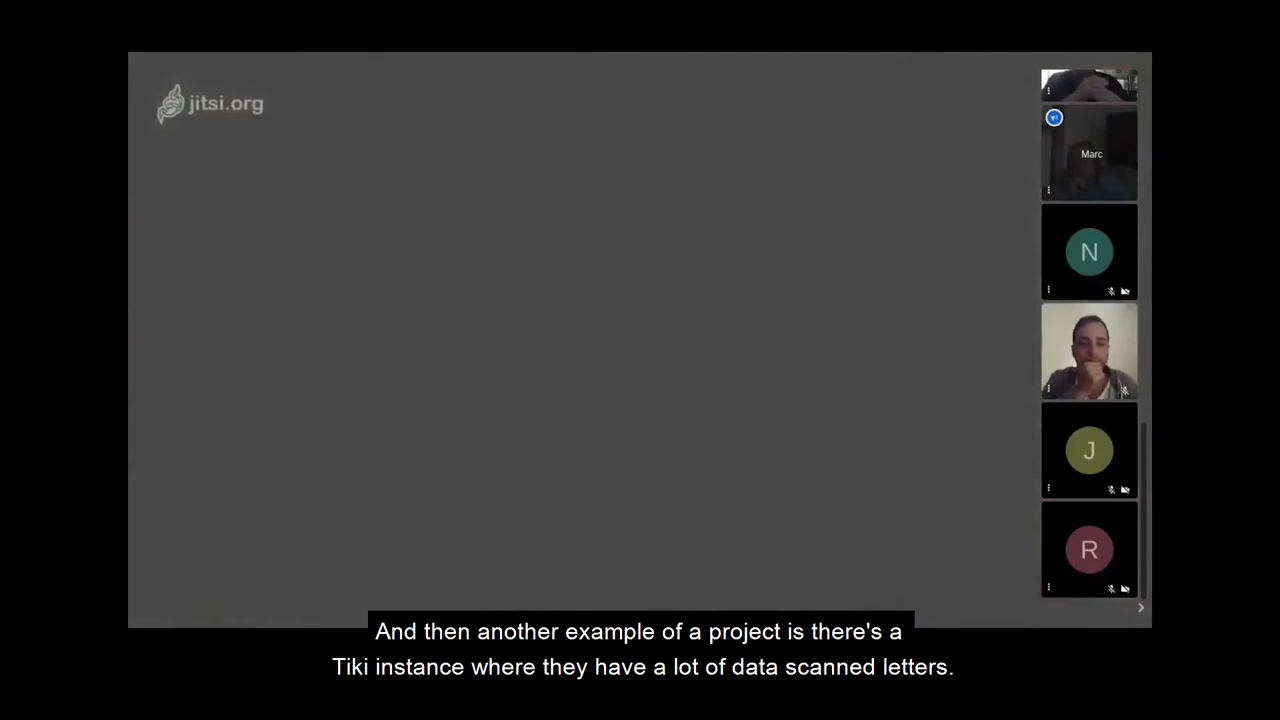 jitsi.org
Marc
N
J
R
And then another example of a project is there's a
Tiki instance where they have a lot of data scanned letters.